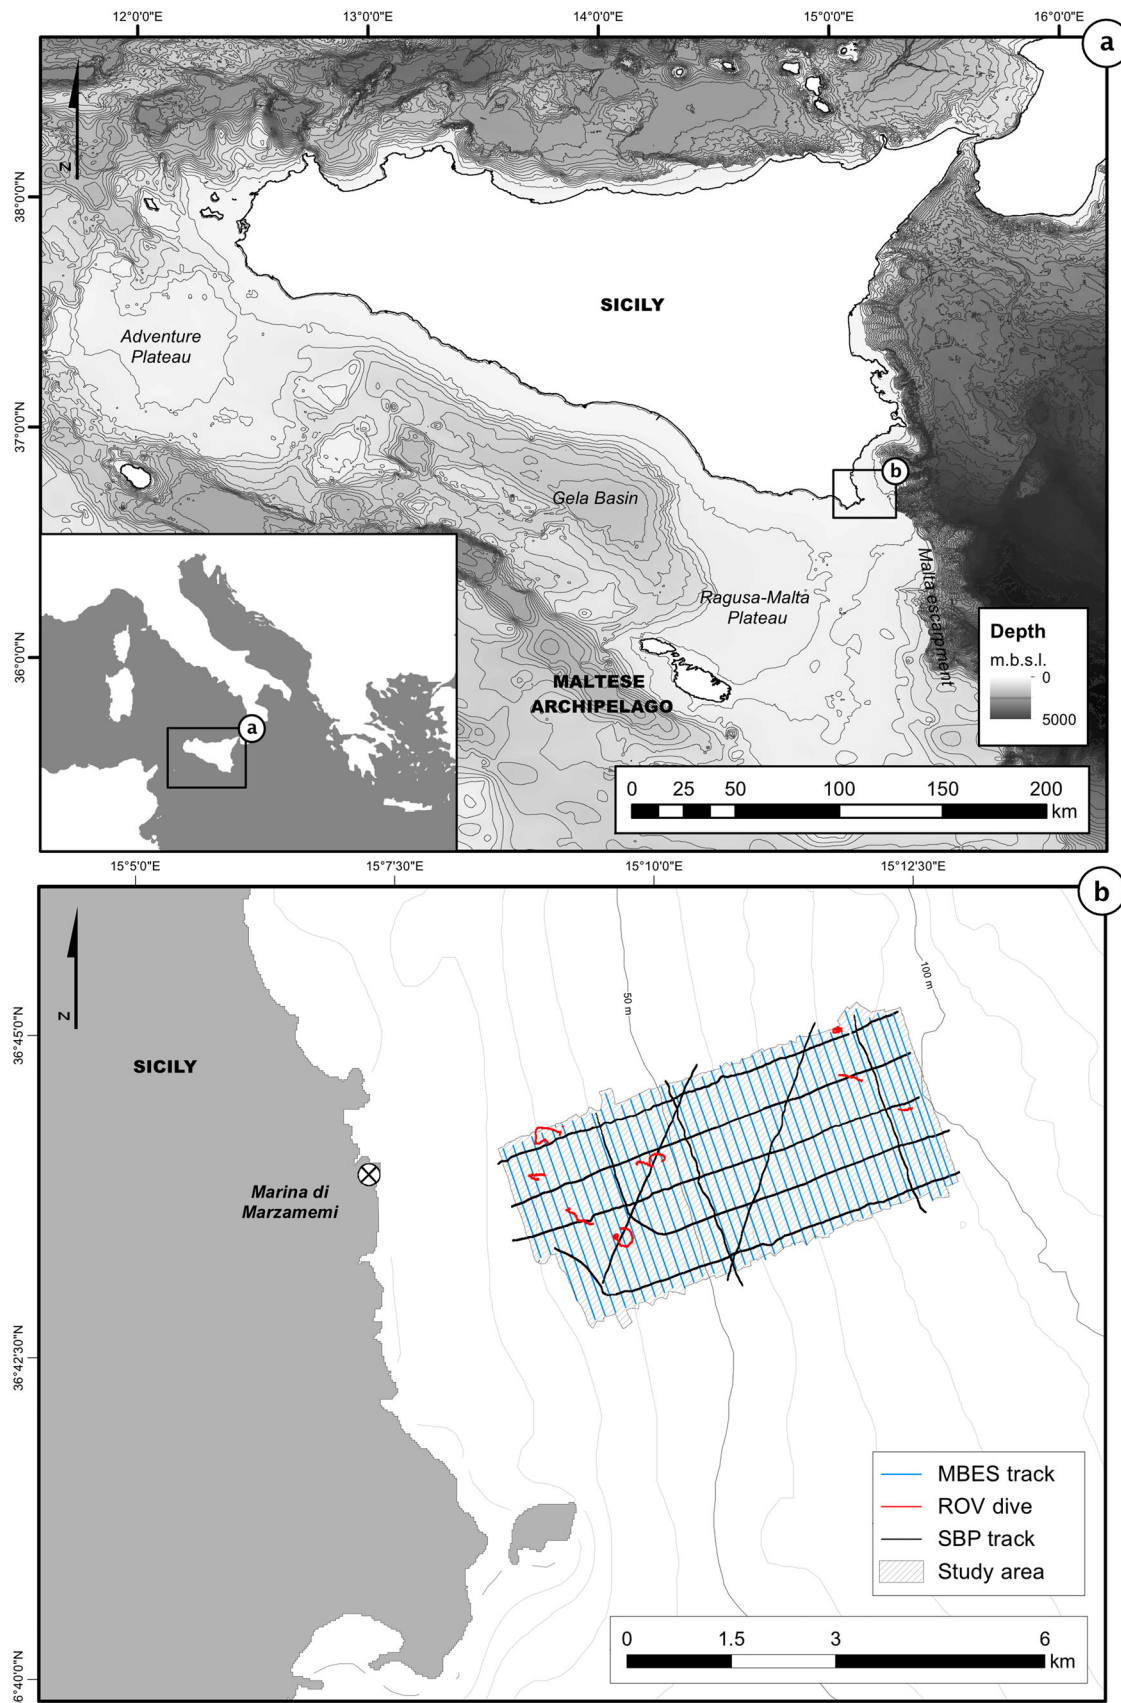 12°0'0"E
13°0'0"E
14°0'0"E
15°0'0"E
16°0'0"E
a
N
38°0'0"N
37°0'0"N
36°0'0"N
SICILY
Adventure
Plateau
Gela Basin
b
Ragusa-Malta
Plateau
Malta escarpment
MALTESE
ARCHIPELAGO
a
Depth
m.b.s.l.
0
5000
0 25 50 100 150 200
km
15°5'0"E
15°7'30"E
15°10'0"E
15°12'30"E
b
N
36°45'0"N
36°42'30"N
6°40'0"N
50 m
100 m
SICILY
Marina di
Marzamemi
MBES track
ROV dive
SBP track
Study area
0 1.5 3 6
km